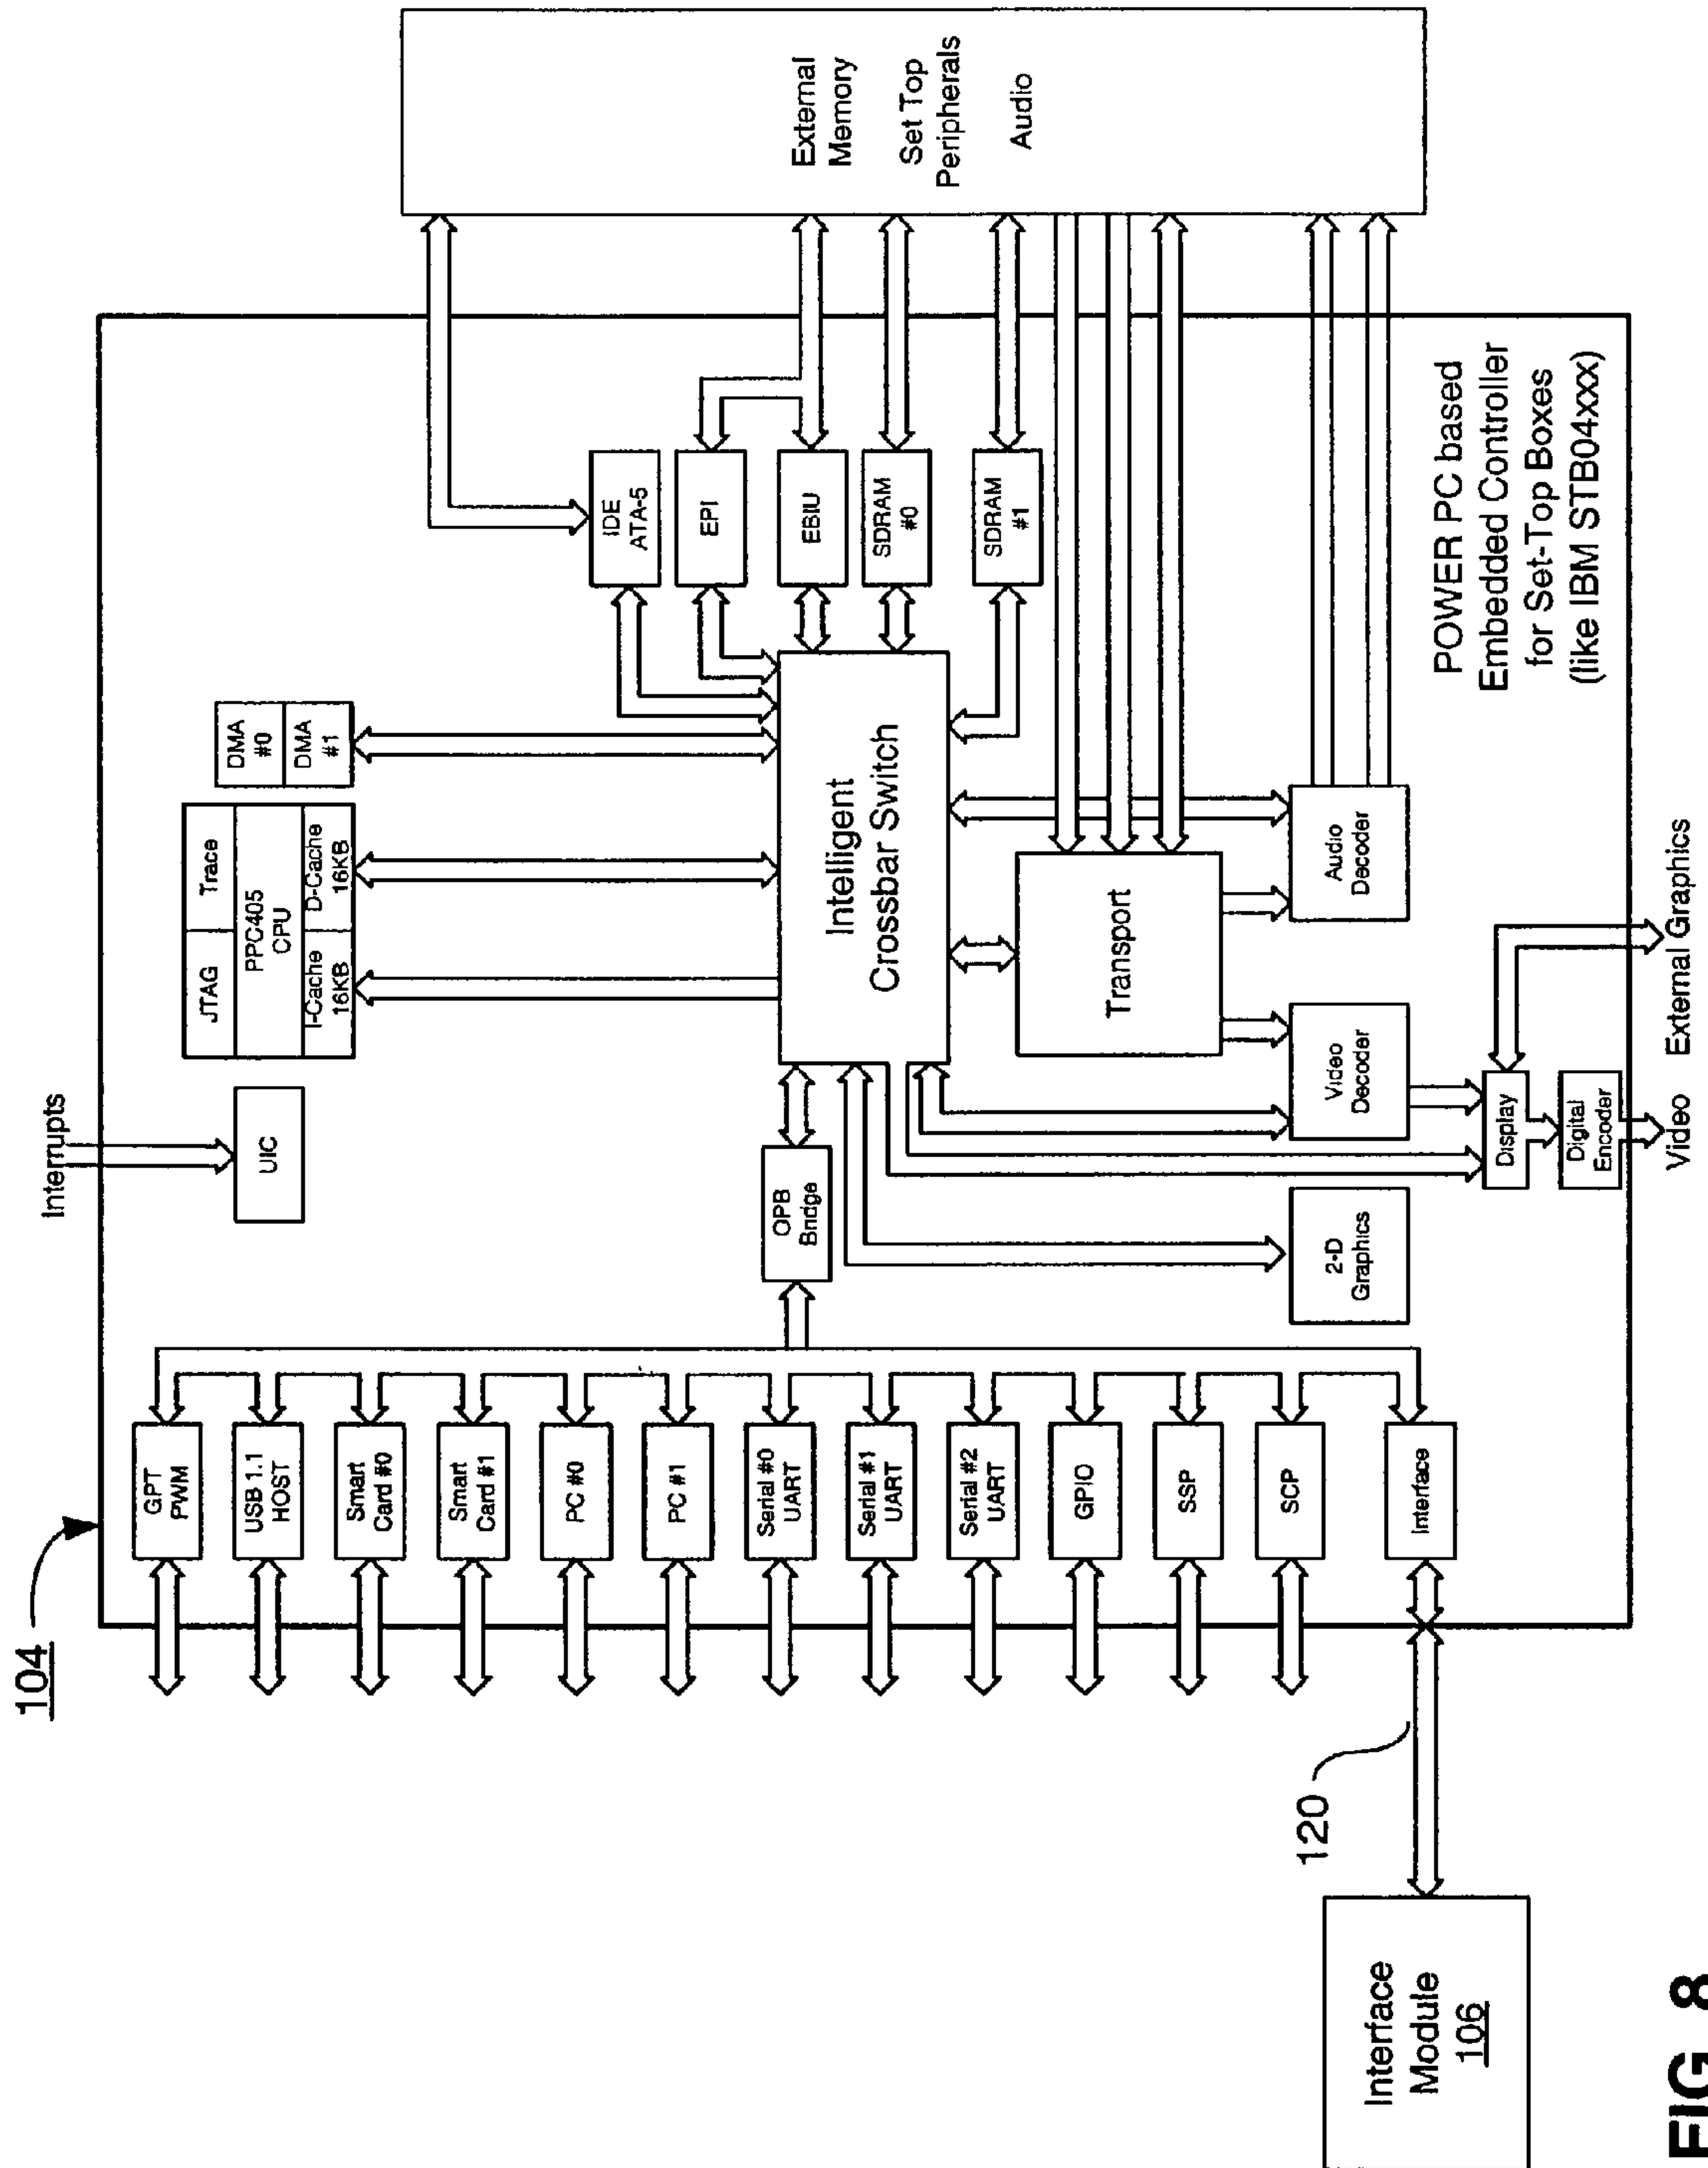 104
Interrupts
GPT
PWM
USB 1.1
HOST
Smart
Card #0
Smart
Card #1
PC #0
PC #1
Serial #0
UART
Serial #1
UART
Serial #2
UART
GPIO
SSP
SCP
Interface
120
Interface
Module
106
UIC
JTAG
Trace
PPC405
CPU
I-Cache
16KB
D-Cache
16KB
DMA
#0
DMA
#1
OPB
Bridge
Intelligent
Crossbar Switch
IDE
ATA-5
EPI
EBIU
SDRAM
#0
SDRAM
#1
External
Memory
Set Top
Peripherals
Audio
Transport
2-D
Graphics
Video
Decoder
Audio
Decoder
Display
Digital
Encoder
Video
External Graphics
POWER PC based
Embedded Controller
for Set-Top Boxes
(like IBM STB04xxx)
FIG. 8